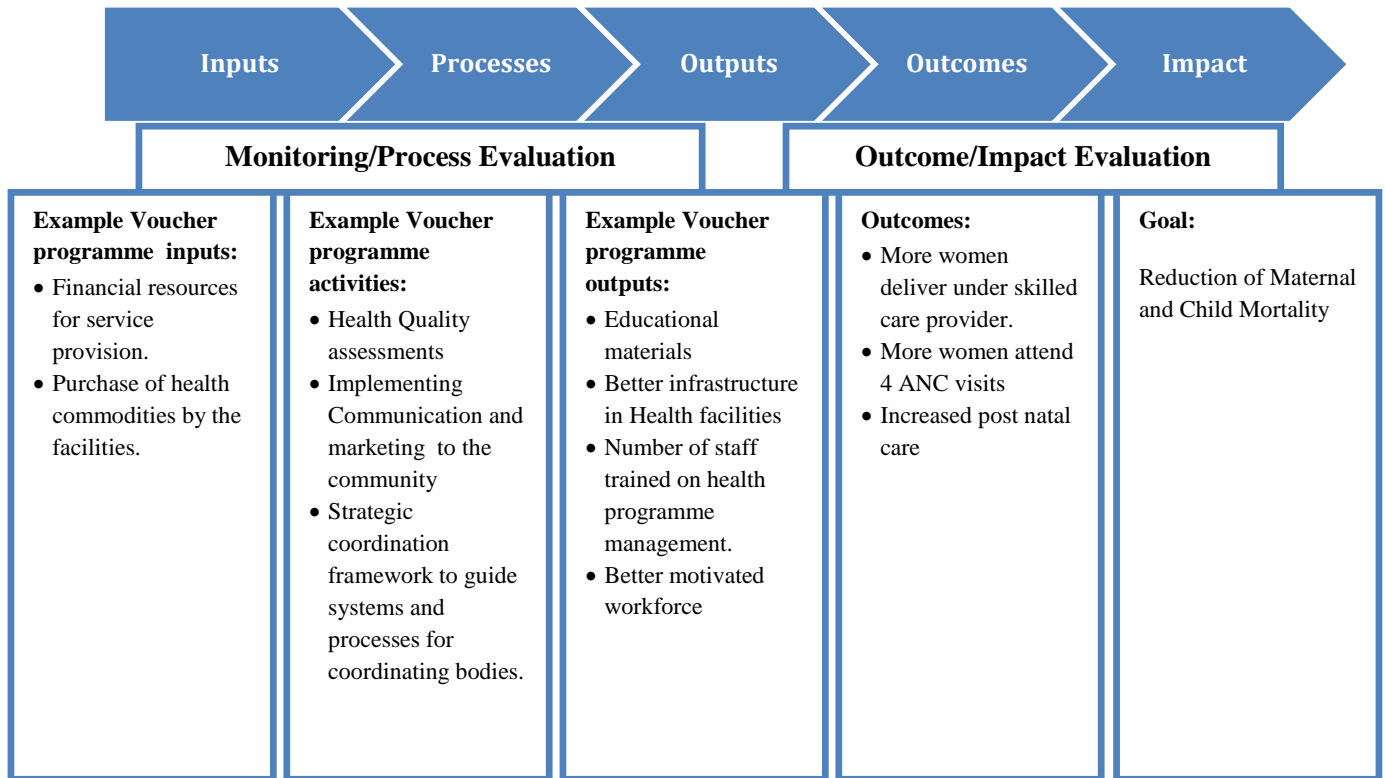 Inputs
Processes
Outputs
Outcomes
Impact
Monitoring/Process Evaluation
Outcome/Impact Evaluation
Example Voucher
programme inputs:
• Financial resources
for service
provision.
• Purchase of health
commodities by the
facilities.
Example Voucher
programme
activities:
• Health Quality
assessments
• Implementing
Communication and
marketing to the
community
• Strategic
coordination
framework to guide
systems and
processes for
coordinating bodies.
Example Voucher
programme
outputs:
• Educational
materials
• Better infrastructure
in Health facilities
• Number of staff
trained on health
programme
management.
• Better motivated
workforce
Outcomes:
• More women
deliver under skilled
care provider.
• More women attend
4 ANC visits
• Increased post natal
care
Goal:
Reduction of Maternal
and Child Mortality